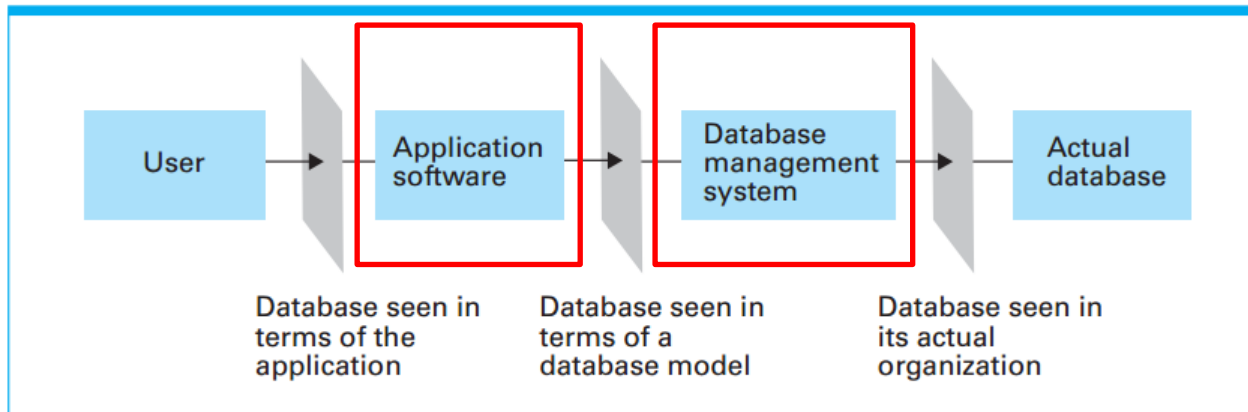 User
Application
software
Database
management
system
Actual
database
Database seen in
terms of the
application
Database seen in
terms of a
database model
Database seen in
its actual
organization